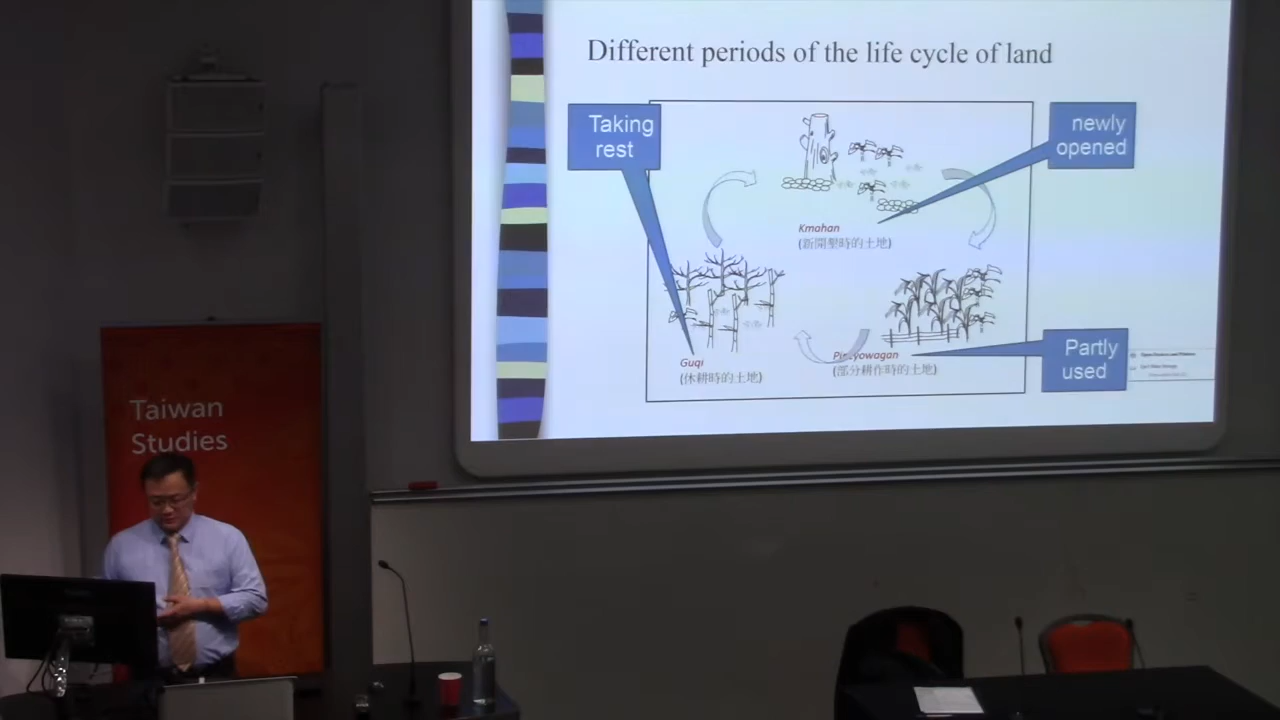 Different periods of the life cycle of land
Taking
rest
newly
opened
Kmahan
(新開墾時的土地)
Guqi
(休耕時的土地)
(部分耕作時的土地)
Partly
used
Taiwan
Studies